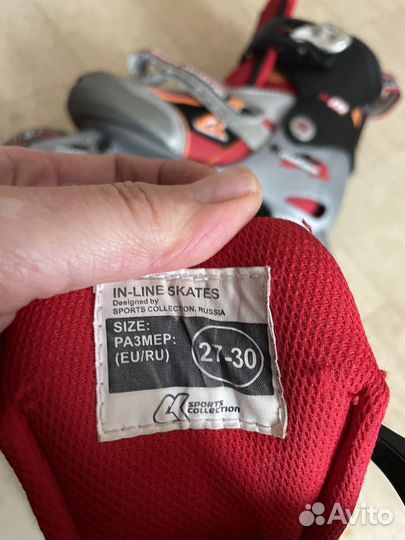 IN-LINE SKATES
Designed by
SPORTS COLLECTION, RUSSIA
SIZE:
РАЗМЕР:
(EU/RU)
27-30
SPORTS
COLLECTION
Avito